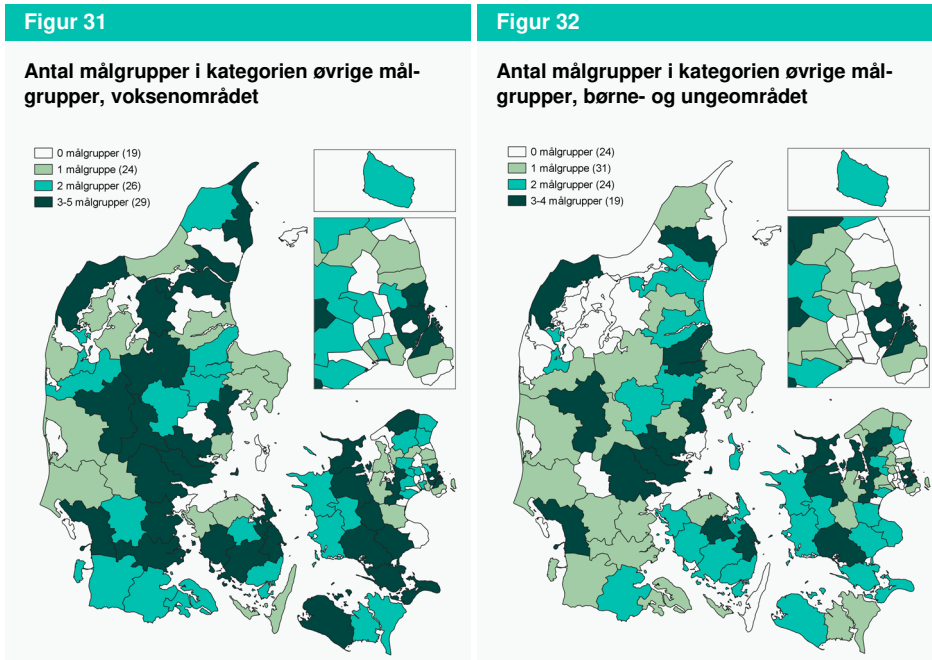 Figur 31
Antal målgrupper i kategorien øvrige mål-
grupper, voksenområdet
0 målgrupper (19)
1 målgruppe (24)
2 målgrupper (26)
3-5 målgrupper (29)
Figur 32
Antal målgrupper i kategorien øvrige mål-
grupper, børne- og ungeområdet
0 målgrupper (24)
1 målgruppe (31)
2 målgrupper (24)
3-4 målgrupper (19)